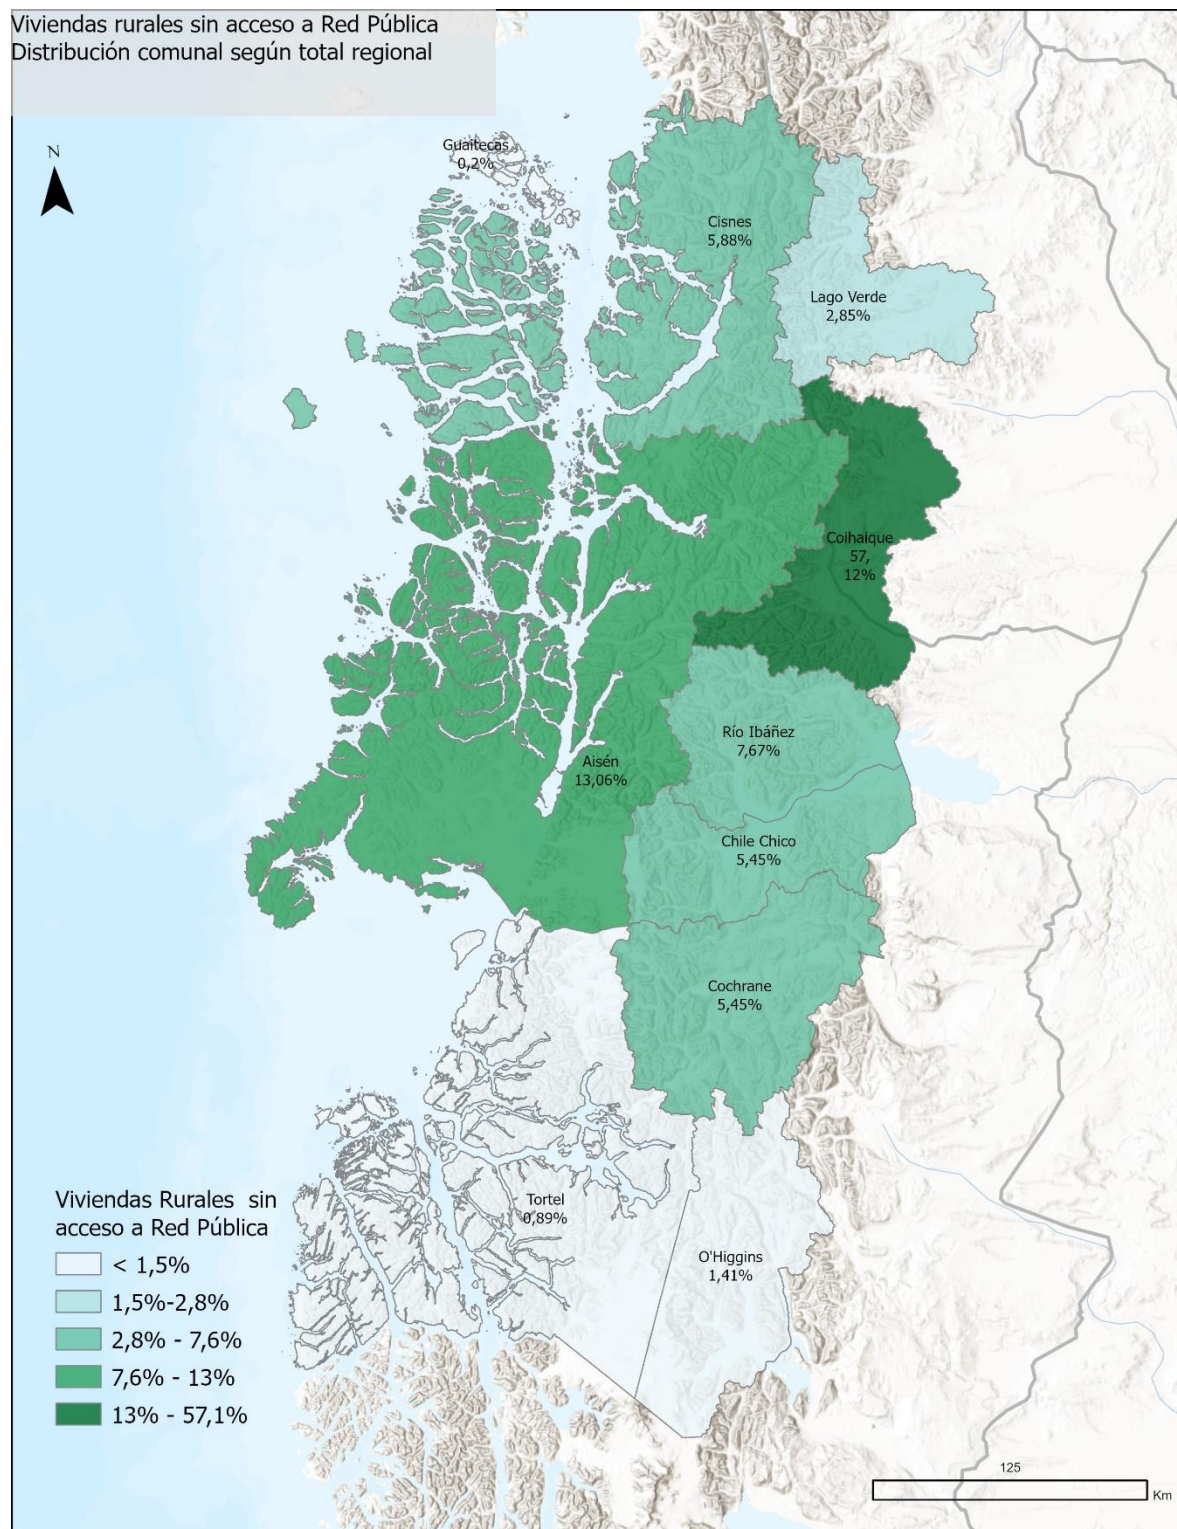 Viviendas rurales sin acceso a Red Pública
Distribución comunal según total regional
N
Guaitecas
0,2%
Cisnes
5,88%
Lago Verde
2,85%
Coihaique
57,
12%
Río Ibáñez
7,67%
Aisén
13,06%
Chile Chico
5,45%
Cochrane
5,45%
Tortel
0,89%
O'Higgins
1,41%
Viviendas Rurales sin
acceso a Red Pública
< 1,5%
1,5%-2,8%
2,8% - 7,6%
7,6% - 13%
13% - 57,1%
125
Km